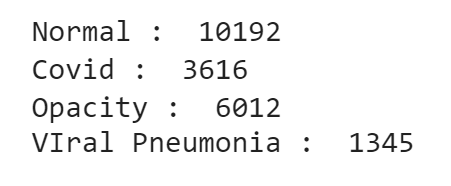 Normal :  10192
Covid :  3616
Opacity :  6012
VIral Pneumonia :  1345